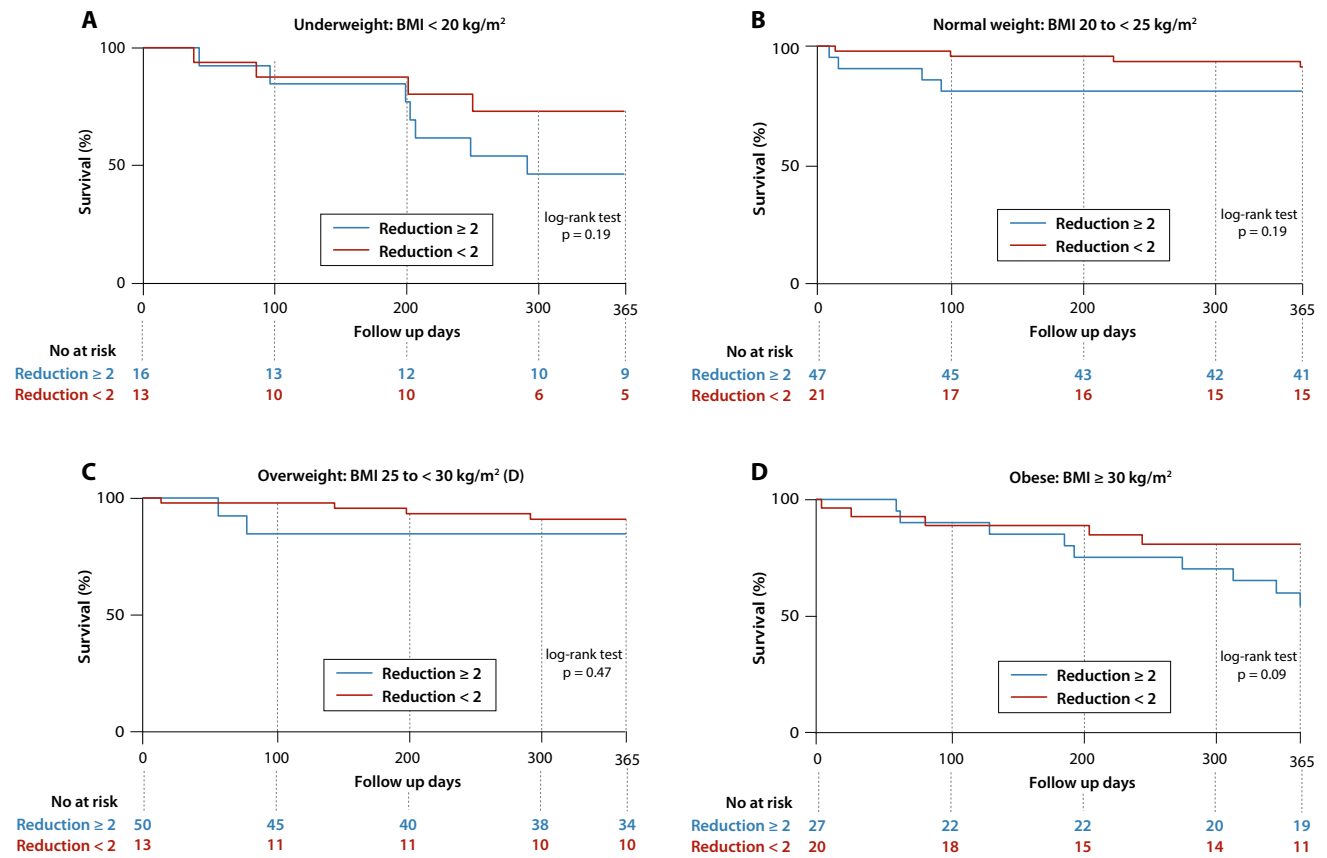 A
Underweight: BMI < 20 kg/m²
100
50
0
Survival (%)
Reduction ≥ 2
Reduction < 2
log-rank test
p = 0.19
0 100 200 300 365
Follow up days
No at risk
Reduction ≥ 2 16 13 12 10 9
Reduction < 2 13 10 10 6 5
B
Normal weight: BMI 20 to < 25 kg/m²
100
50
0
Survival (%)
Reduction ≥ 2
Reduction < 2
log-rank test
p = 0.19
0 100 200 300 365
Follow up days
No at risk
Reduction ≥ 2 47 45 43 42 41
Reduction < 2 21 17 16 15 15
C
Overweight: BMI 25 to < 30 kg/m² (D)
100
50
0
Survival (%)
Reduction ≥ 2
Reduction < 2
log-rank test
p = 0.47
0 100 200 300 365
Follow up days
No at risk
Reduction ≥ 2 50 45 40 38 34
Reduction < 2 13 11 11 10 10
D
Obese: BMI ≥ 30 kg/m²
100
50
0
Survival (%)
Reduction ≥ 2
Reduction < 2
log-rank test
p = 0.09
0 100 200 300 365
Follow up days
No at risk
Reduction ≥ 2 27 22 22 20 19
Reduction < 2 20 18 15 14 11